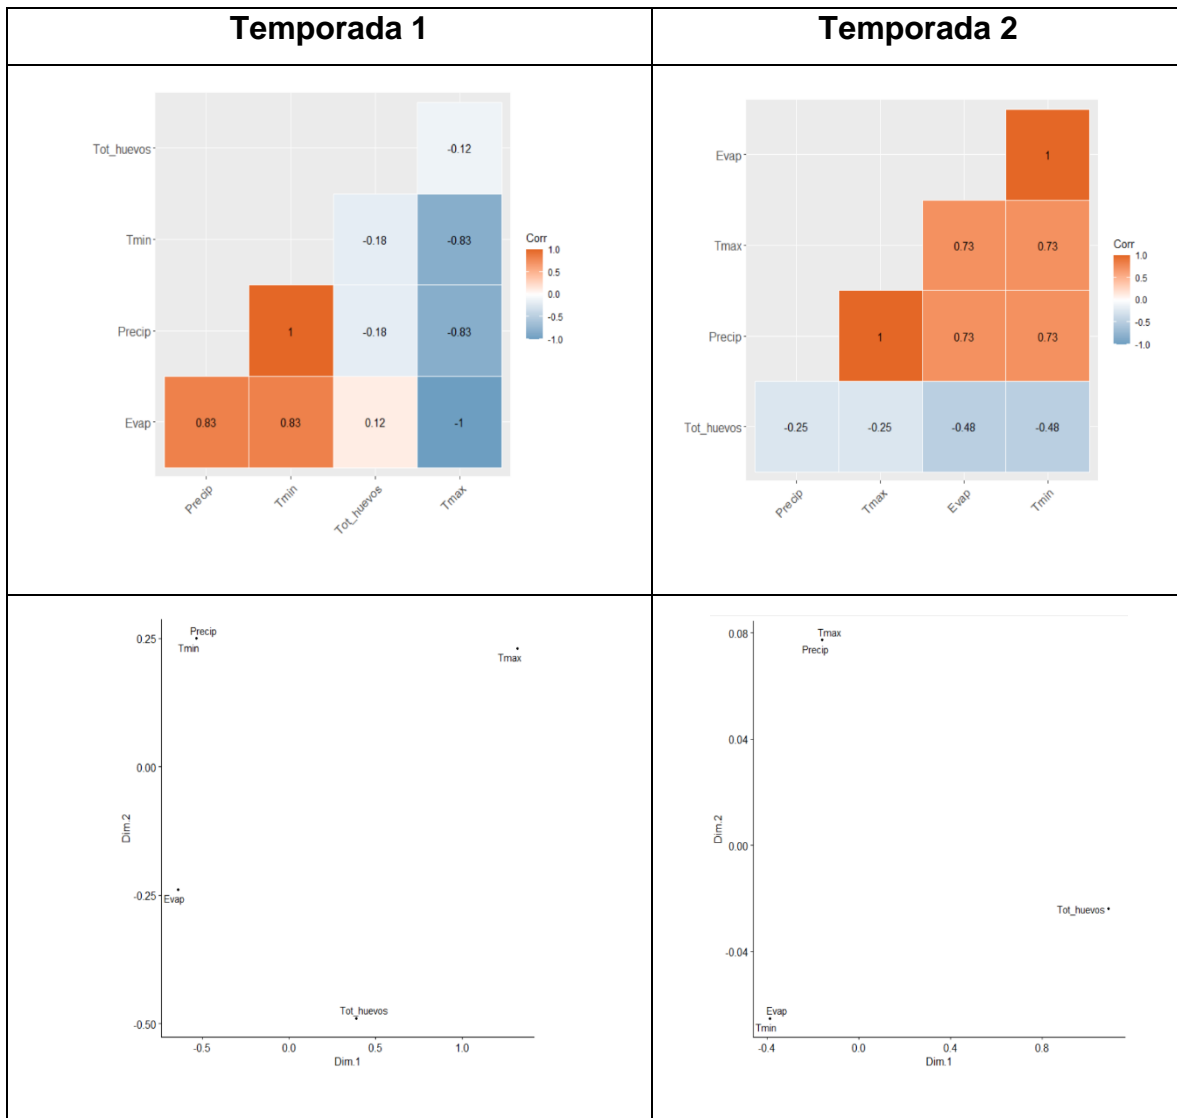 Temporada 1
Temporada 2
Tot_huevos
-0.12
Tmin
-0.18
-0.83
Precip
1
-0.18
-0.83
Evap
0.83
0.83
0.12
-1
Precip
Tmin
Tot_huevos
Tmax
Corr
1.0
0.5
0.0
-0.5
-1.0
Evap
1
Tmax
0.73
0.73
Precip
1
0.73
0.73
Tot_huevos
-0.25
-0.25
-0.48
-0.48
Precip
Tmax
Evap
Tmin
Corr
1.0
0.5
0.0
-0.5
-1.0
0.25
0.00
-0.25
-0.50
Dim.2
Precip
Tmin
Tmax
Evap
Tot_huevos
-0.5
0.0
0.5
1.0
Dim.1
0.08
0.04
0.00
-0.04
Dim.2
Tmax
Precip
Tot_huevos
Evap
Tmin
-0.4
0.0
0.4
0.8
Dim.1